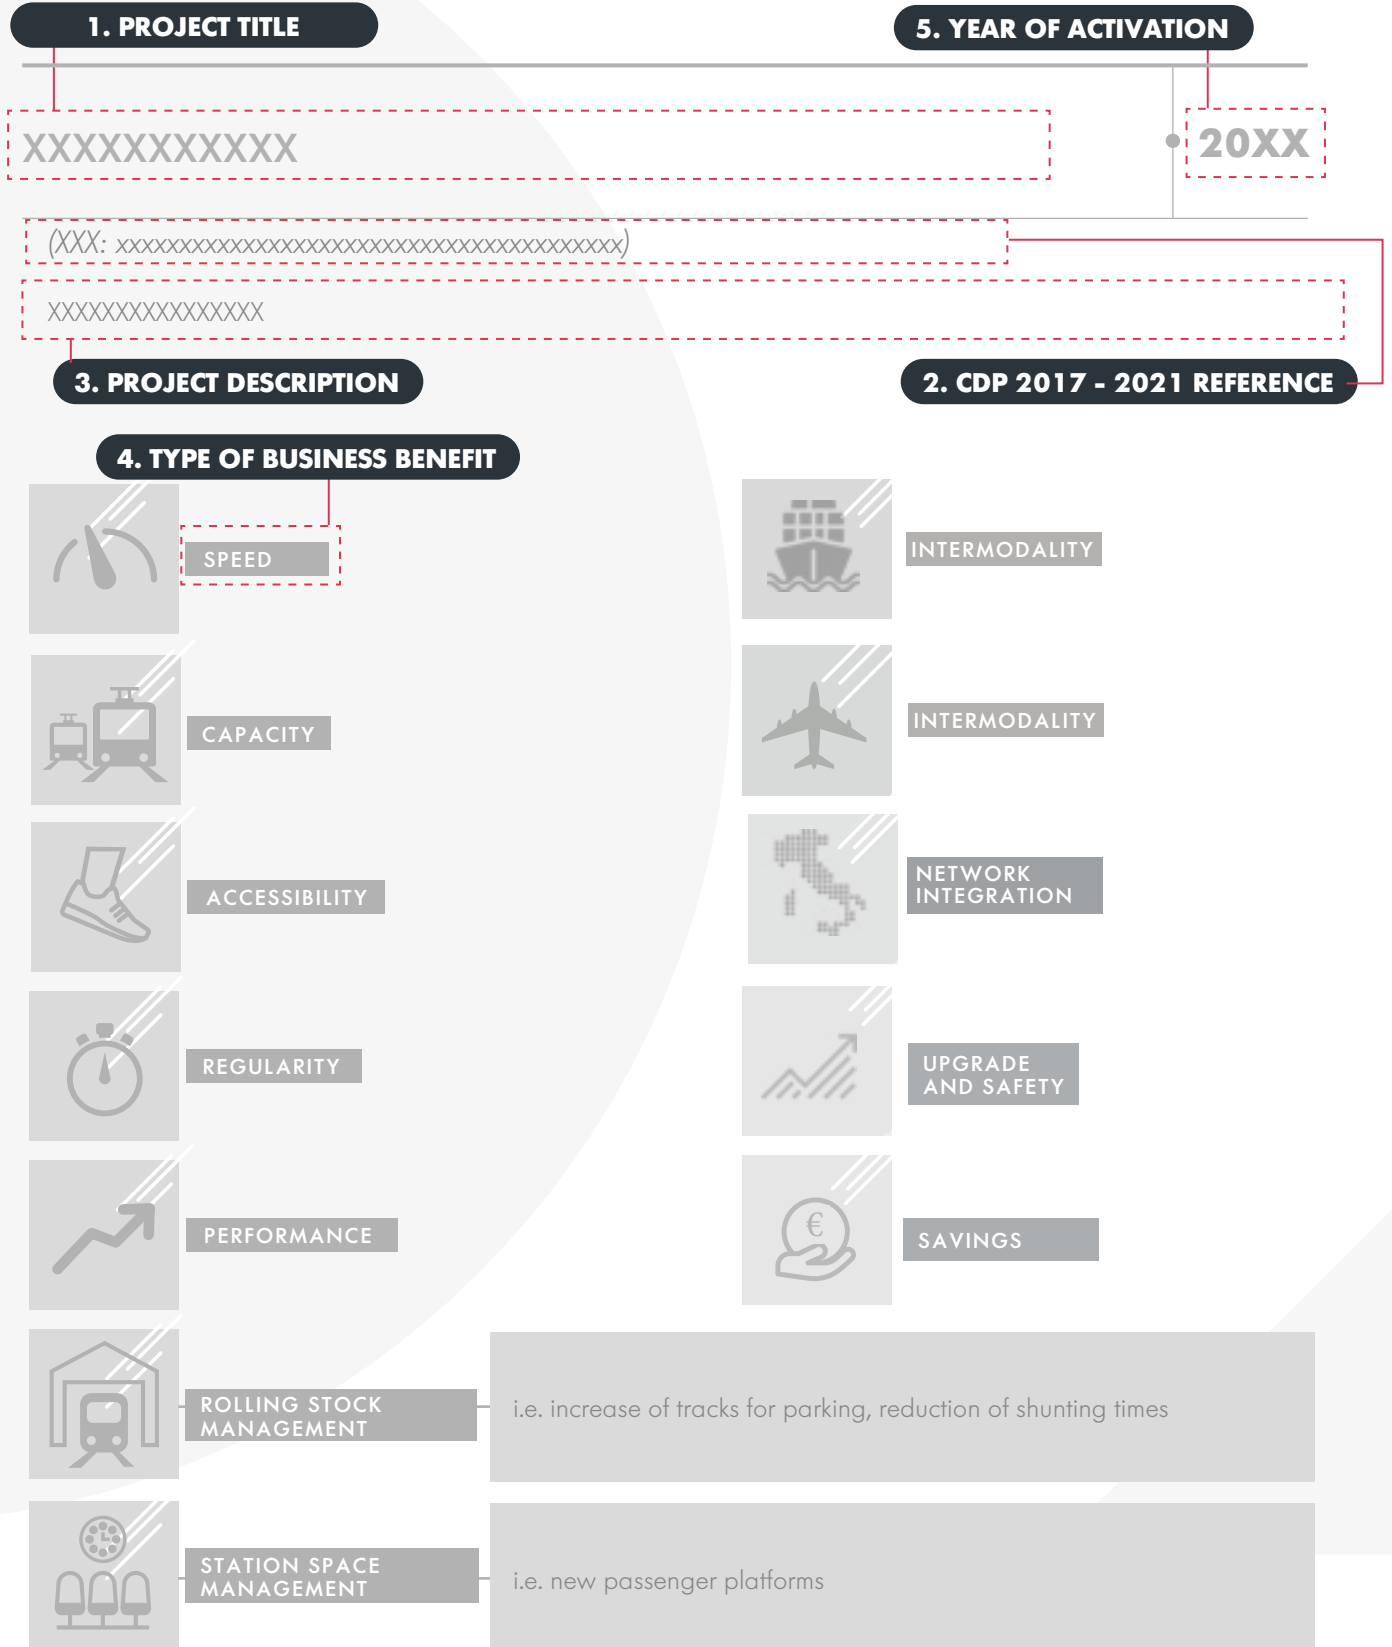 1. PROJECT TITLE
5. YEAR OF ACTIVATION
XXXXXXXXXXX
20XX
(XXX: xxxxxxxxxxxxxxxxxxxxxxxxxxxxxxxxxxxxxxxx)
XXXXXXXXXXXXXXXX
3. PROJECT DESCRIPTION
2. CDP 2017 - 2021 REFERENCE
4. TYPE OF BUSINESS BENEFIT
SPEED
INTERMODALITY
CAPACITY
INTERMODALITY
ACCESSIBILITY
NETWORK
INTEGRATION
REGULARITY
UPGRADE
AND SAFETY
PERFORMANCE
€
SAVINGS
ROLLING STOCK
MANAGEMENT
i.e. increase of tracks for parking, reduction of shunting times
STATION SPACE
MANAGEMENT
i.e. new passenger platforms